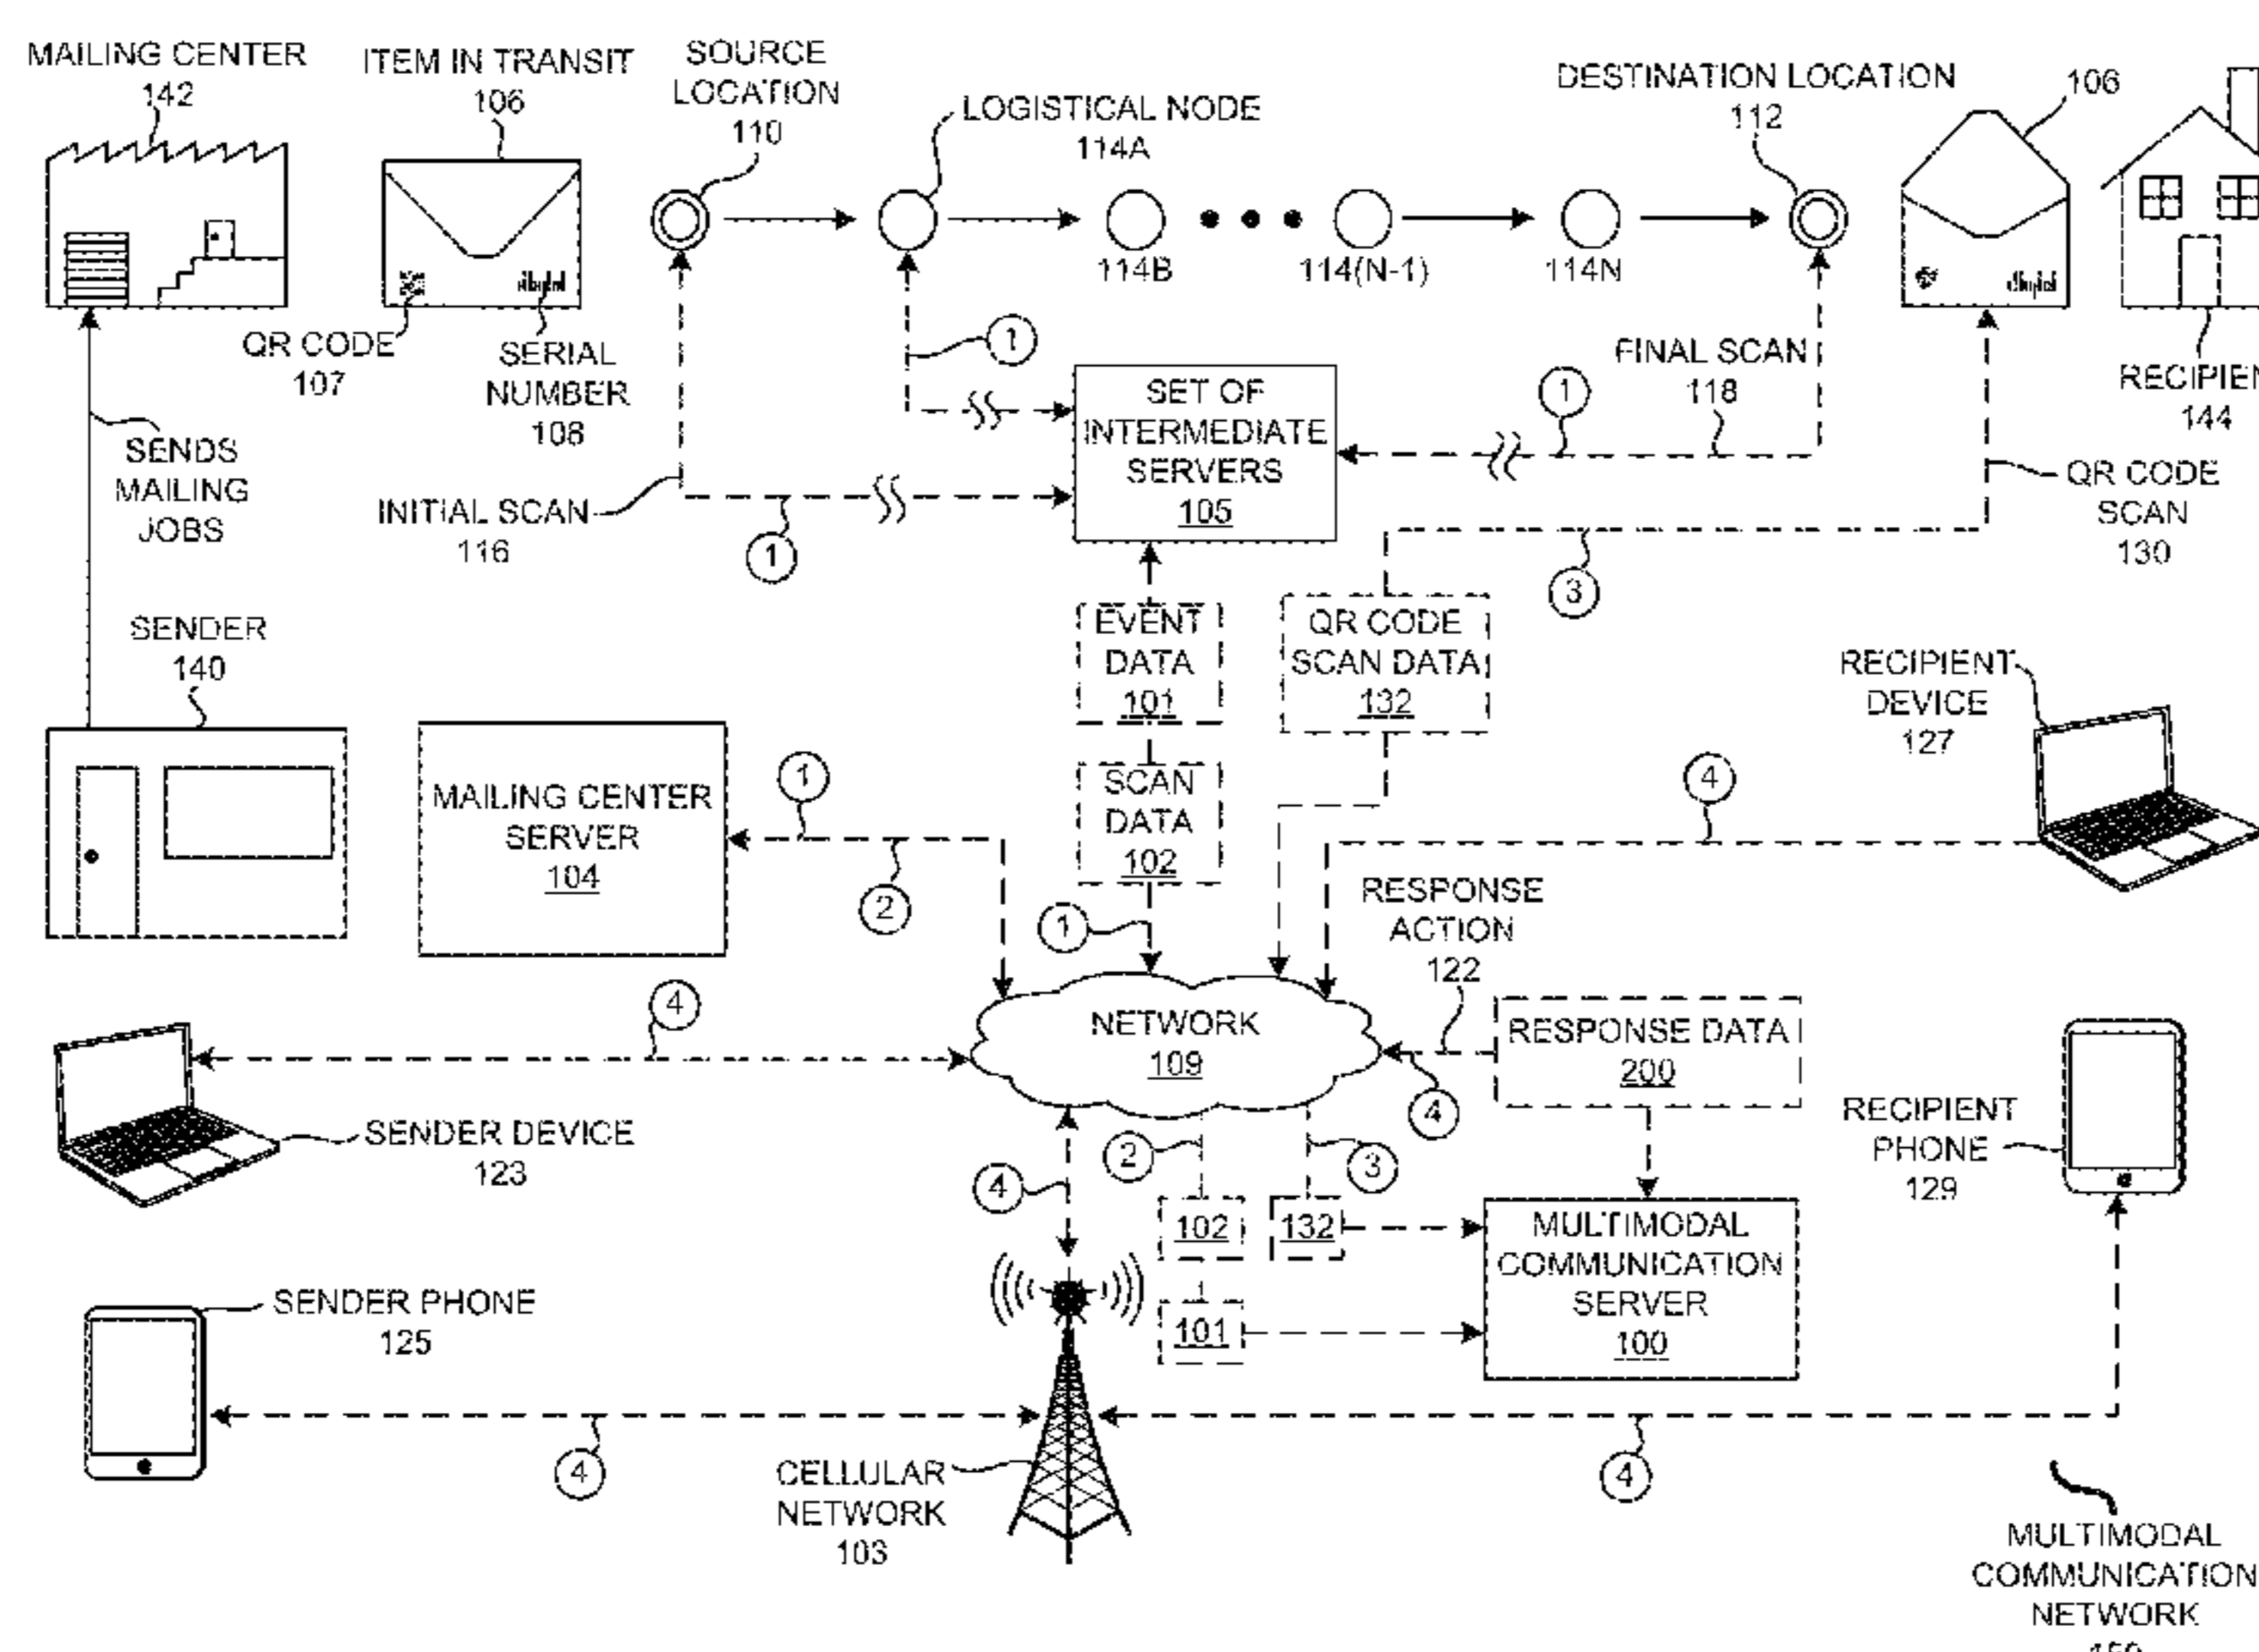 MAILING CENTER
142
ITEM IN TRANSIT
106
SOURCE
LOCATION
110
LOGISTICAL NODE
114A
DESTINATION LOCATION
112
106
114B
114(N-1)
114N
QR CODE
107
SERIAL
NUMBER
108
1
SET OF
INTERMEDIATE
SERVERS
105
FINAL SCAN
118
1
144
SENDS
MAILING
JOBS
INITIAL SCAN
116
1
QR CODE
SCAN
130
3
SENDER
140
EVENT
DATA
101
QR CODE
SCAN DATA
132
RECIPIENT
DEVICE
127
MAILING CENTER
SERVER
104
1
2
SCAN
DATA
102
1
4
RESPONSE
ACTION
122
4
NETWORK
109
RESPONSE DATA
200
4
SENDER DEVICE
123
4
2
3
RECIPIENT
PHONE
129
102
132
101
MULTIMODAL
COMMUNICATION
SERVER
100
SENDER PHONE
125
4
CELLULAR
NETWORK
103
4
MULTIMODAL
COMMUNICATION
NETWORK